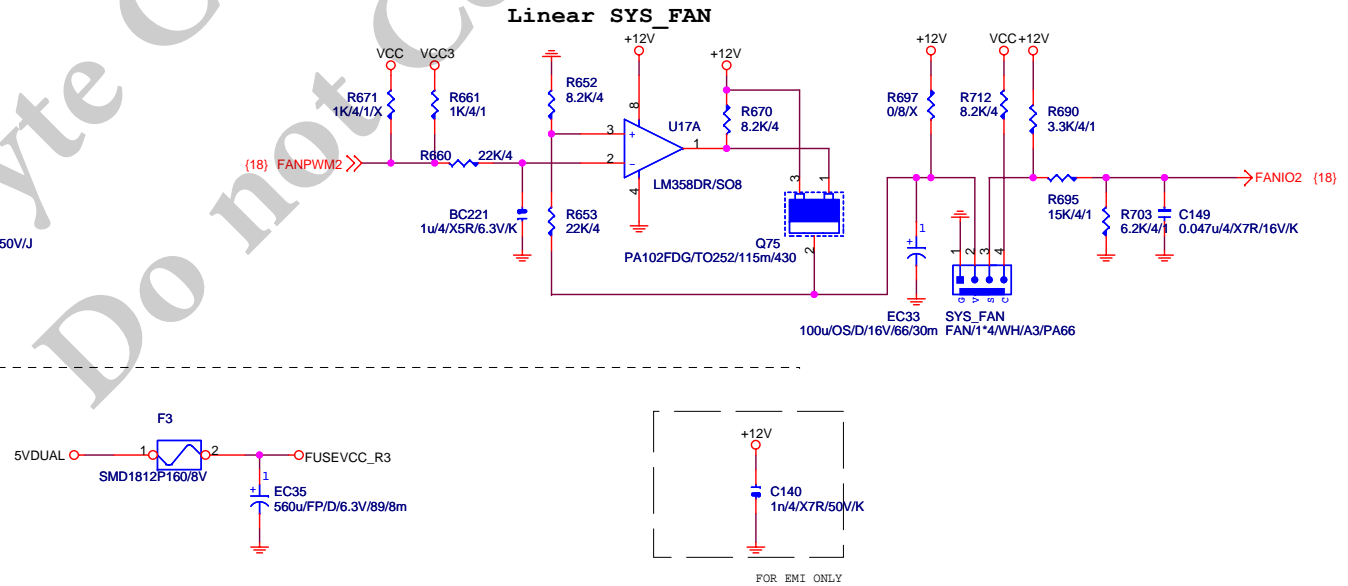 Linear SYS_FAN
+12V
+12V
+12V
VCC
+12V
VCC
VCC3
R671
1K/4/1/X
R661
1K/4/1
R652
8.2K/4
8
R670
8.2K/4
R697
0/8/X
R712
8.2K/4
R690
3.3K/4/1
U17A
3
+
1
{18} FANPWM2
R660
22K/4
2
−
LM358DR/SO8
4
3
1
FANIO2 {18}
BC221
1u/4/X5R/6.3V/K
R653
22K/4
R695
15K/4/1
R703
6.2K/4/1
C149
0.047u/4/X7R/16V/K
50V/J
Q75
PA102FDG/TO252/115m/430
2
1
+
1
2
3
4
G
V
S
C
EC33
100u/OS/D/16V/66/30m
SYS_FAN
FAN/1*4/WH/A3/PA66
yte C
Do not Co
F3
5VDUAL
1
2
FUSEVCC_R3
SMD1812P160/8V
1
+
EC35
560u/FP/D/6.3V/89/8m
+12V
C140
1n/4/X7R/50V/K
FOR EMI ONLY